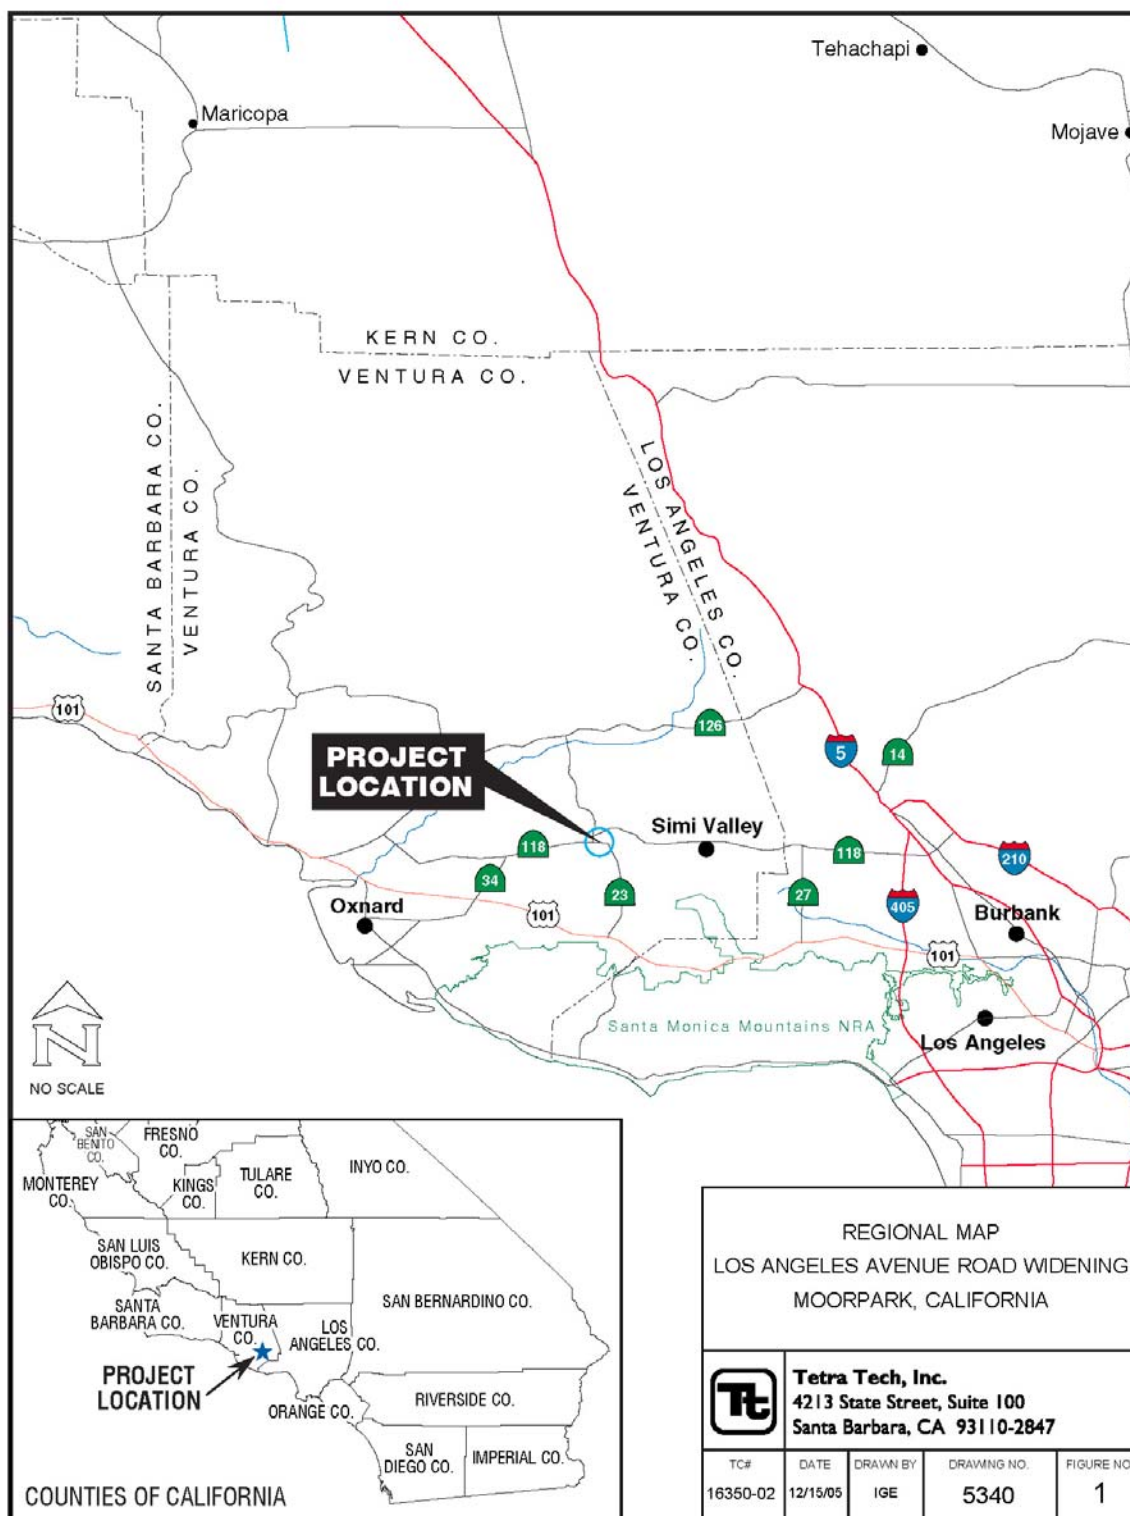 Tehachapi
Maricopa
Mojave
KERN CO.
VENTURA CO.
SANTA BARBARA CO.
VENTURA CO.
LOS ANGELES CO.
VENTURA CO.
101
126
5
14
PROJECT
LOCATION
Simi Valley
118
118
210
34
23
27
405
Oxnard
101
Burbank
101
Santa Monica Mountains NRA
Los Angeles
N
NO SCALE
SAN
BENITO
CO.
FRESNO
CO.
MONTEREY
CO.
KINGS
CO.
TULARE
CO.
INYO CO.
SAN LUIS
OBISPO CO.
KERN CO.
SANTA
BARBARA CO.
VENTURA
CO.
LOS
ANGELES CO.
SAN BERNARDINO CO.
PROJECT
LOCATION
ORANGE CO.
RIVERSIDE CO.
SAN
DIEGO CO.
IMPERIAL CO.
COUNTIES OF CALIFORNIA
REGIONAL MAP
LOS ANGELES AVENUE ROAD WIDENING
MOORPARK, CALIFORNIA
Tt
Tetra Tech, Inc.
4213 State Street, Suite 100
Santa Barbara, CA 93110-2847
TC# DATE DRAWN BY DRAWING NO. FIGURE NO
16350-02 12/15/05 IGE 5340 1